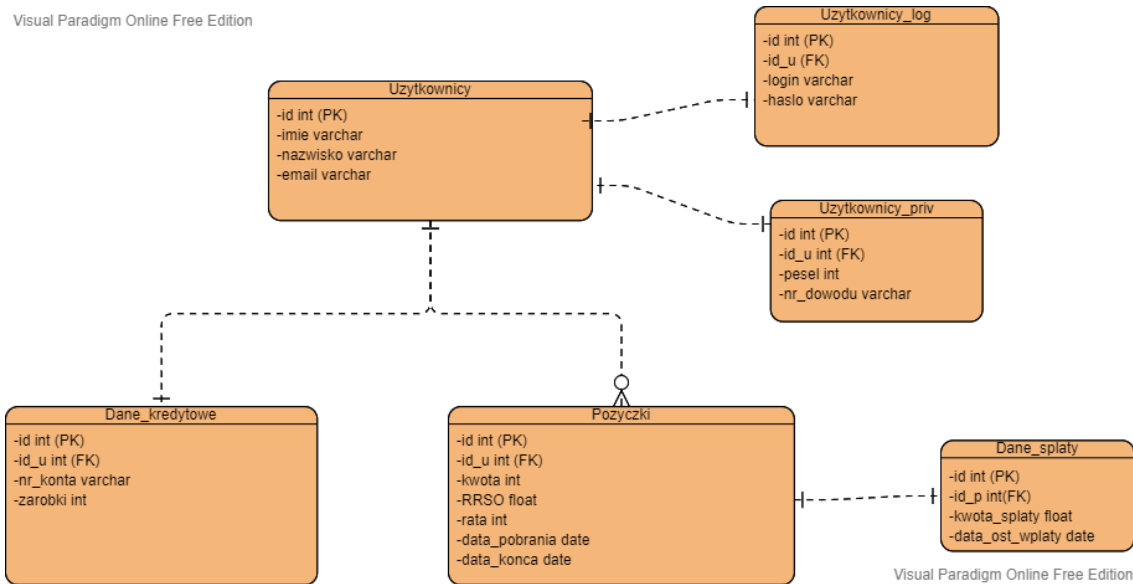 Visual Paradigm Online Free Edition
Uzytkownicy_log
-id int (PK)
-id_u (FK)
-login varchar
-haslo varchar
Uzytkownicy
-id int (PK)
-imie varchar
-nazwisko varchar
-email varchar
Uzytkownicy_priv
-id int (PK)
-id_u int (FK)
-pesel int
-nr_dowodu varchar
Dane_kredytowe
-id int (PK)
-id_u int (FK)
-nr_konta varchar
-zarobki int
Pozyczki
-id int (PK)
-id_u int (FK)
-kwota int
-RRSO float
-rata int
-data_pobrania date
-data_konca date
Dane_splaty
-id int (PK)
-id_p int(FK)
-kwota_splaty float
-data_ost_wplaty date
Visual Paradigm Online Free Edition